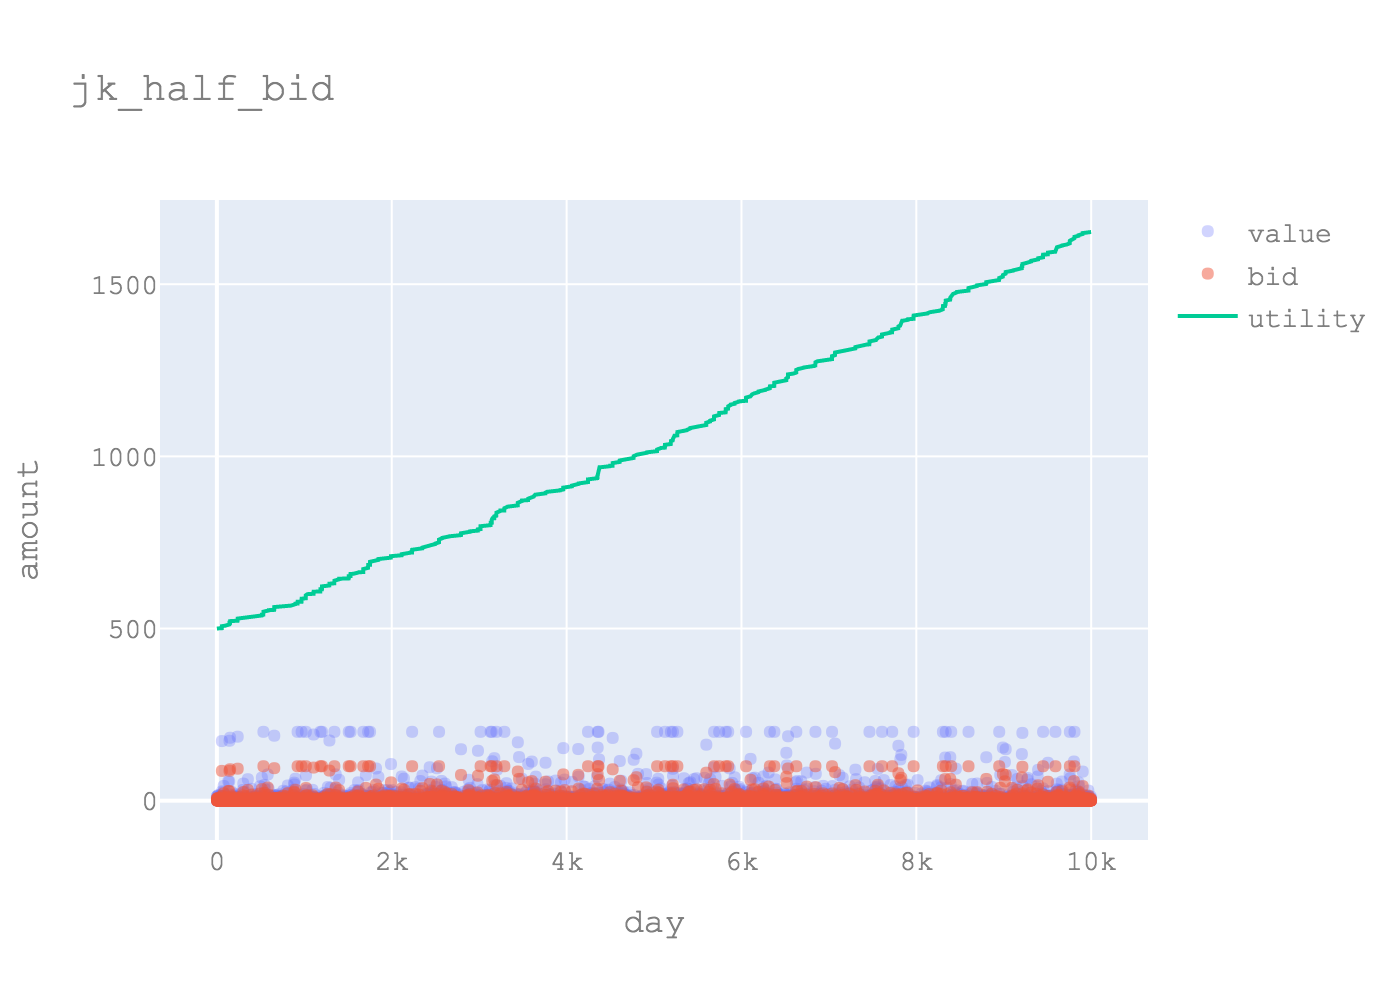 jk_half_bid
value
bid
utility
amount
1500
1000
500
0
0 2k 4k 6k 8k 10k
day